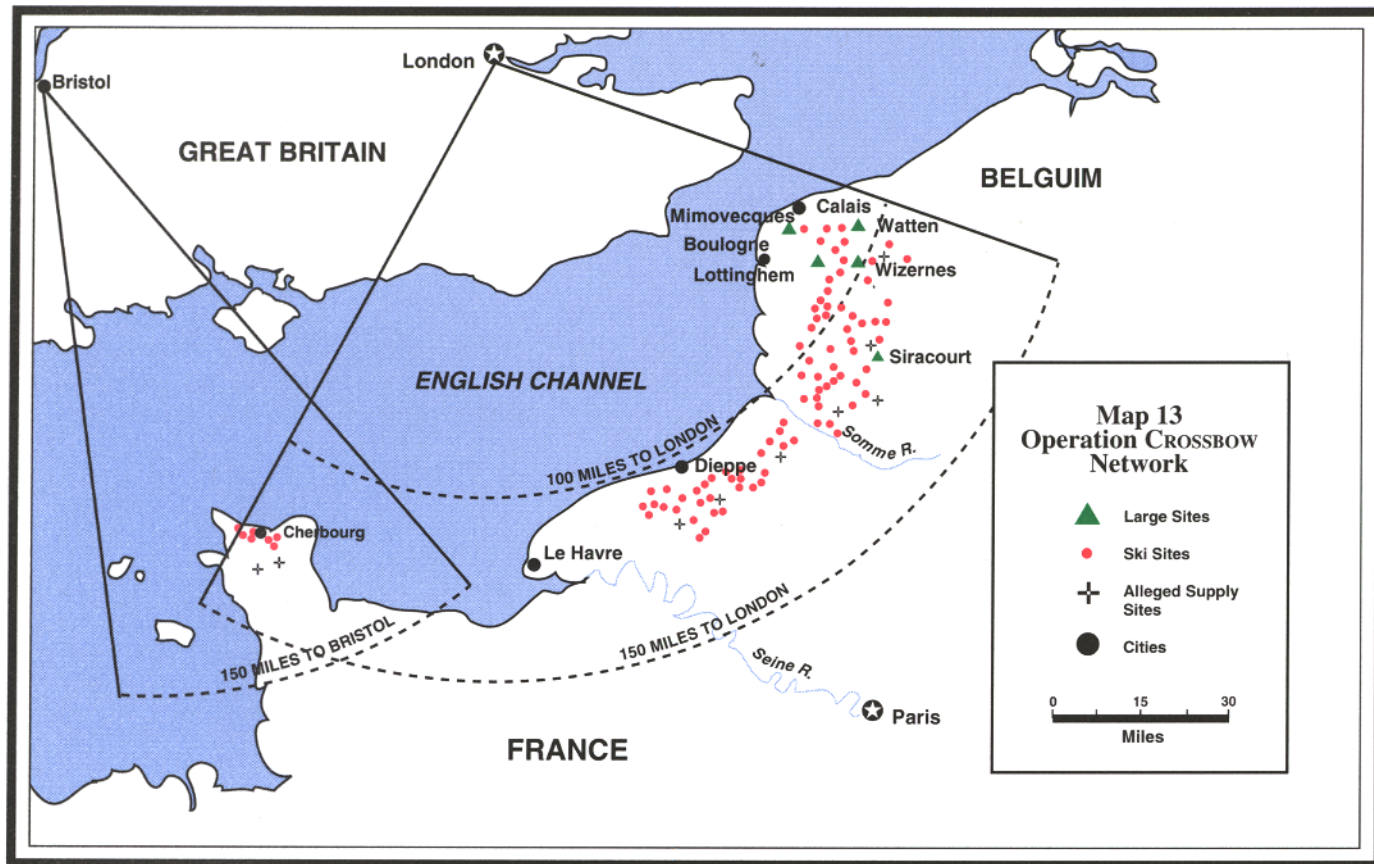 London
Bristol
GREAT BRITAIN
BELGUIM
Calais
Mimovecques
Watten
Boulogne
Lottinghem
Wizernes
Siracourt
ENGLISH CHANNEL
Somme R.
100 MILES TO LONDON
Dieppe
Cherbourg
Le Havre
150 MILES TO LONDON
150 MILES TO BRISTOL
Seine R.
Paris
FRANCE
Map 13
Operation CROSSBOW
Network
Large Sites
Ski Sites
Alleged Supply
Sites
Cities
0 15 30
Miles